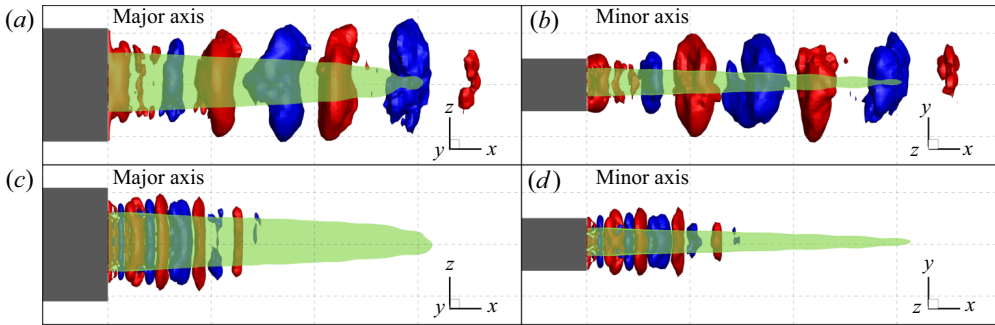 (a) Major axis
z
y x
(b) Minor axis
y
z x
(c) Major axis
z
y x
(d) Minor axis
y
z x